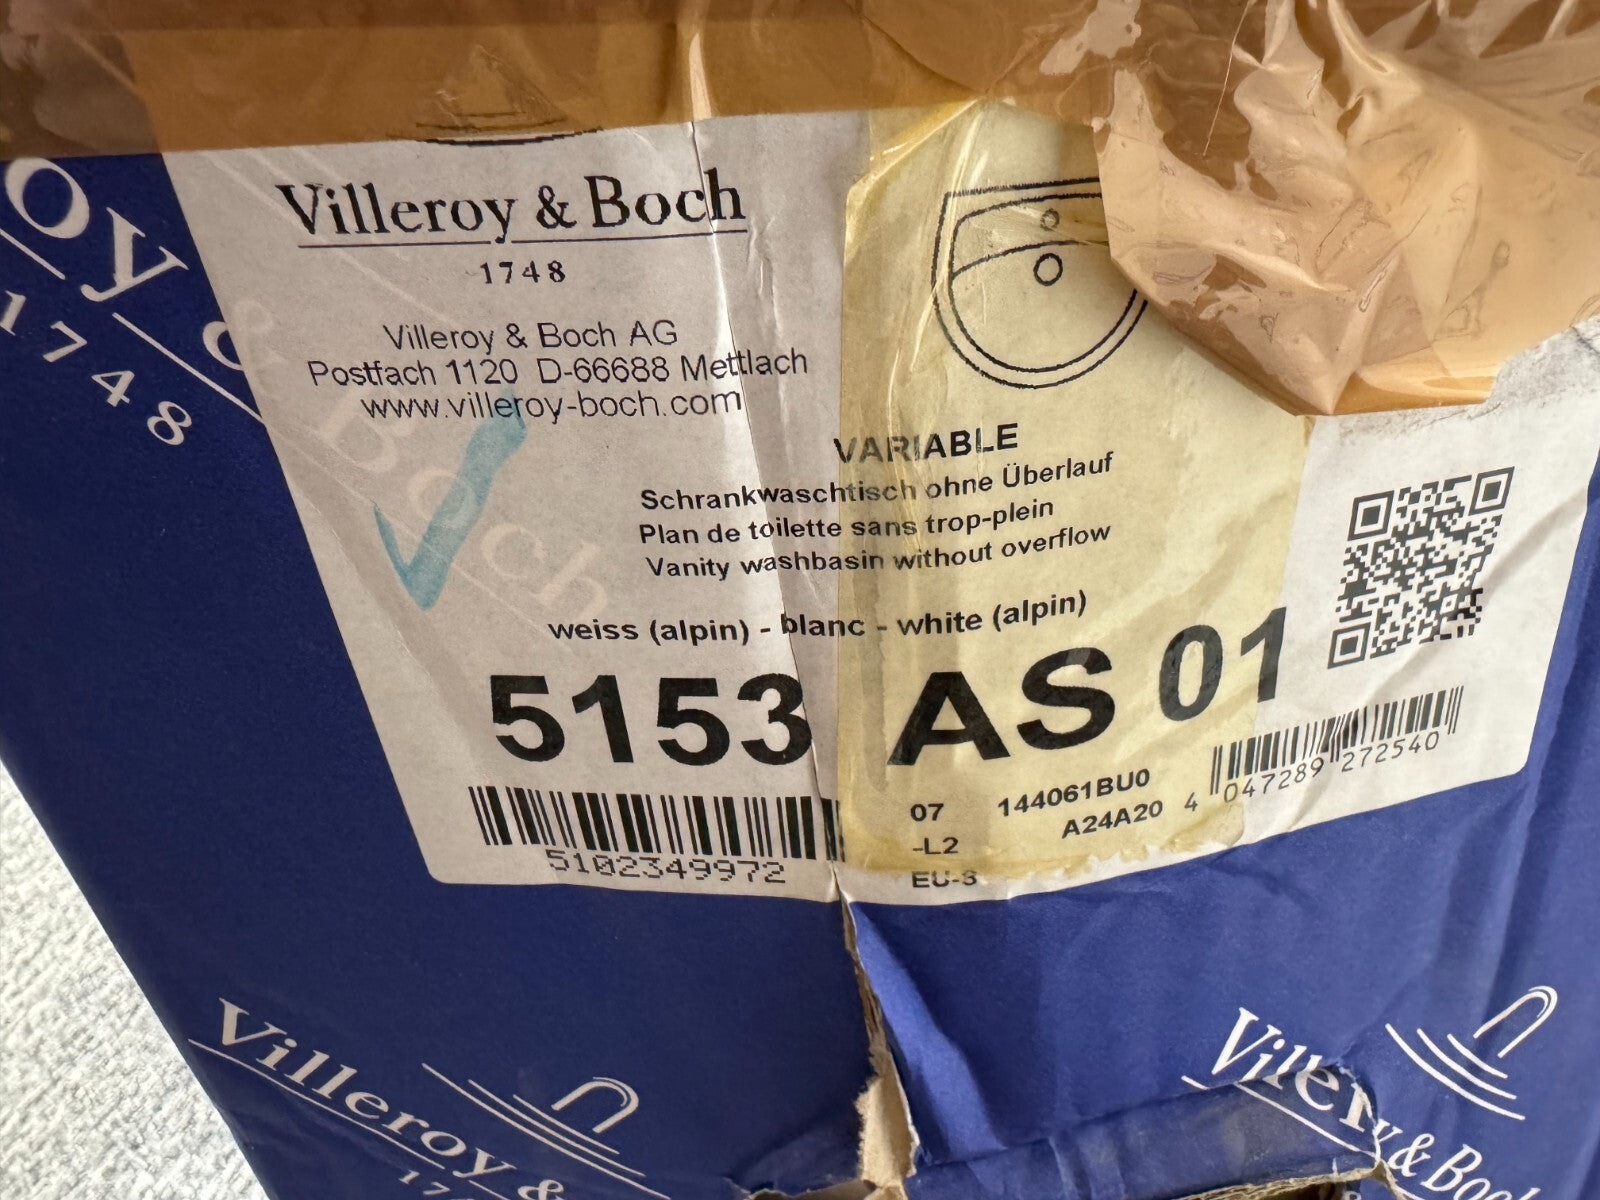 oy
1748
Villeroy & Boch
1748
Villeroy & Boch AG
Postfach 1120 D-66688 Mettlach
www.villeroy-boch.com
Boch
VARIABLE
Schrankwaschtisch ohne Überlauf
Plan de toilette sans trop-plein
Vanity washbasin without overflow
weiss (alpin) - blanc - white (alpin)
5153 AS 01
5102349972
07 144061BU0
-L2 A24A20
EU-S
4 047289 272540
Villeroy &
Villeroy & Boch